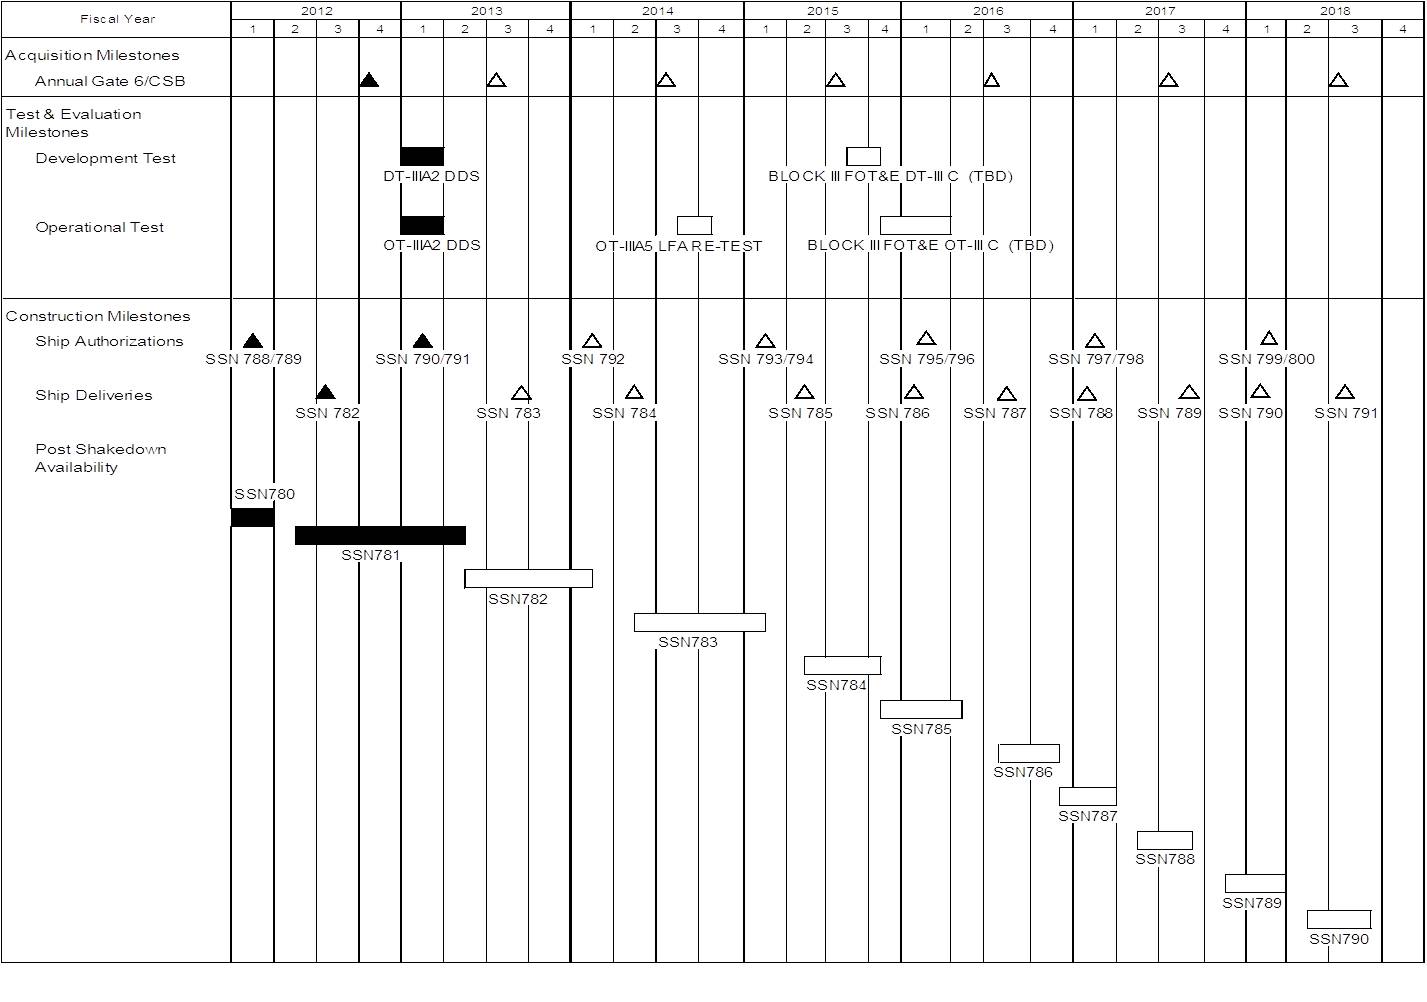 Fiscal Year 2012 2013 2014 2015 2016 2017 2018
1 2 3 4 1 2 3 4 1 2 3 4 1 2 3 4 1 2 3 4 1 2 3 4 1 2 3 4
Acquisition Milestones
Annual Gate 6/CSB
Test & Evaluation
Milestones
Development Test
DT-IIIA2 DDS BLOCK III FOT&E DT-III C (TBD)
Operational Test
OT-IIIA2 DDS OT-IIIA5 LFA RE-TEST BLOCK III FOT&E OT-III C (TBD)
Construction Milestones
Ship Authorizations
SSN 788/789 SSN 790/791 SSN 792 SSN 793/794 SSN 795/796 SSN 797/798 SSN 799/800
Ship Deliveries
SSN 782 SSN 783 SSN 784 SSN 785 SSN 786 SSN 787 SSN 788 SSN 789 SSN 790 SSN 791
Post Shakedown
Availability
SSN780
SSN781
SSN782
SSN783
SSN784
SSN785
SSN786
SSN787
SSN788
SSN789
SSN790